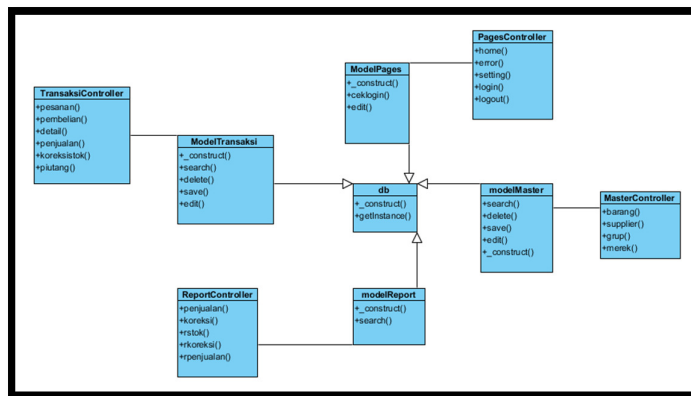 PagesController
+home()
+error()
+setting()
+login()
+logout()
ModelPages
+_construct()
+ceklogin()
+edit()
TransaksiController
+pesanan()
+pembelian()
+detail()
+penjualan()
+koreksistok()
+piutang()
ModelTransaksi
+_construct()
+search()
+delete()
+save()
+edit()
db
+_construct()
+getInstance()
modelMaster
+search()
+delete()
+save()
+edit()
+_construct()
MasterController
+barang()
+supplier()
+grup()
+merek()
ReportController
+penjualan()
+koreksi()
+rstok()
+rkoreksi()
+rpenjualan()
modelReport
+_construct()
+search()